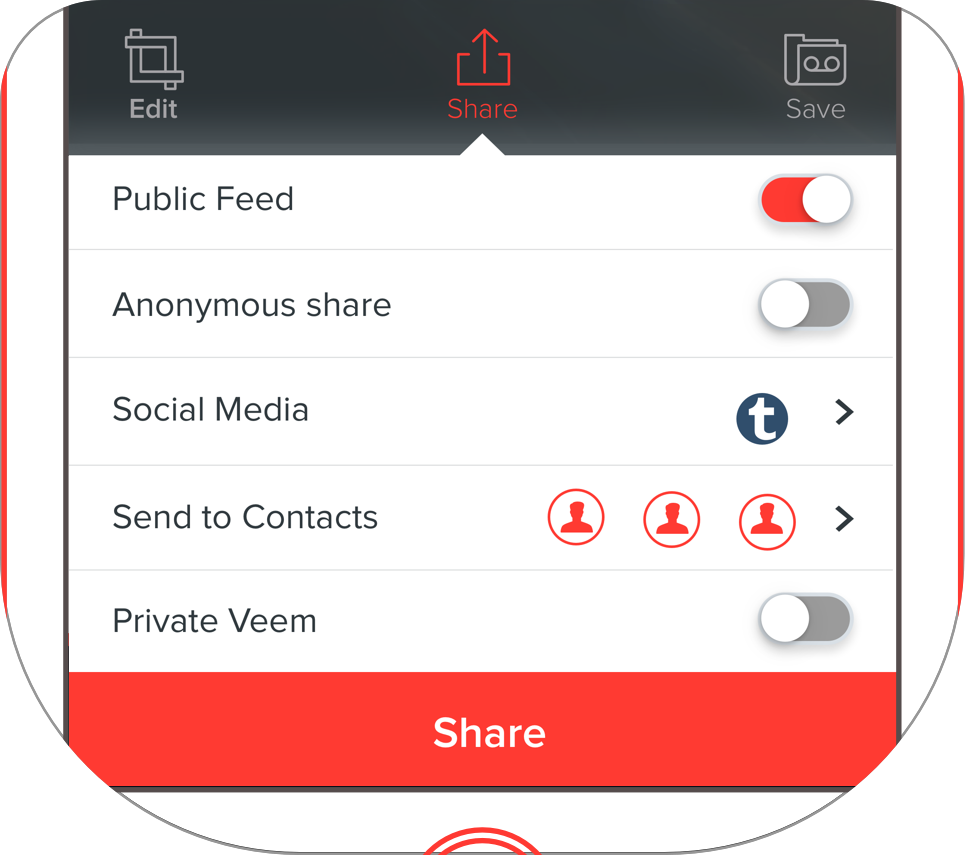 Edit
Share
Save
Public Feed
Anonymous share
Social Media
t
Send to Contacts
Private Veem
Share